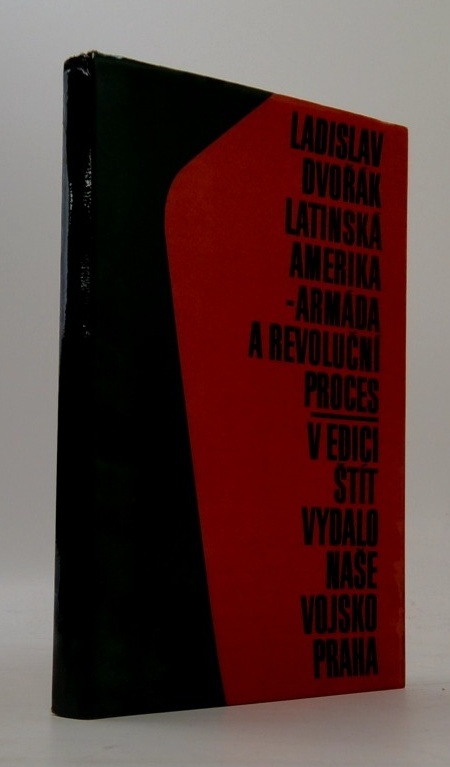 LADISLAV
DVOŘÁK
LATINSKÁ
AMERIKA
-ARMÁDA
A REVOLUČNÍ
PROCES
V EDICI
ŠTÍT
VYDALO
NAŠE
VOJSKO
PRAHA